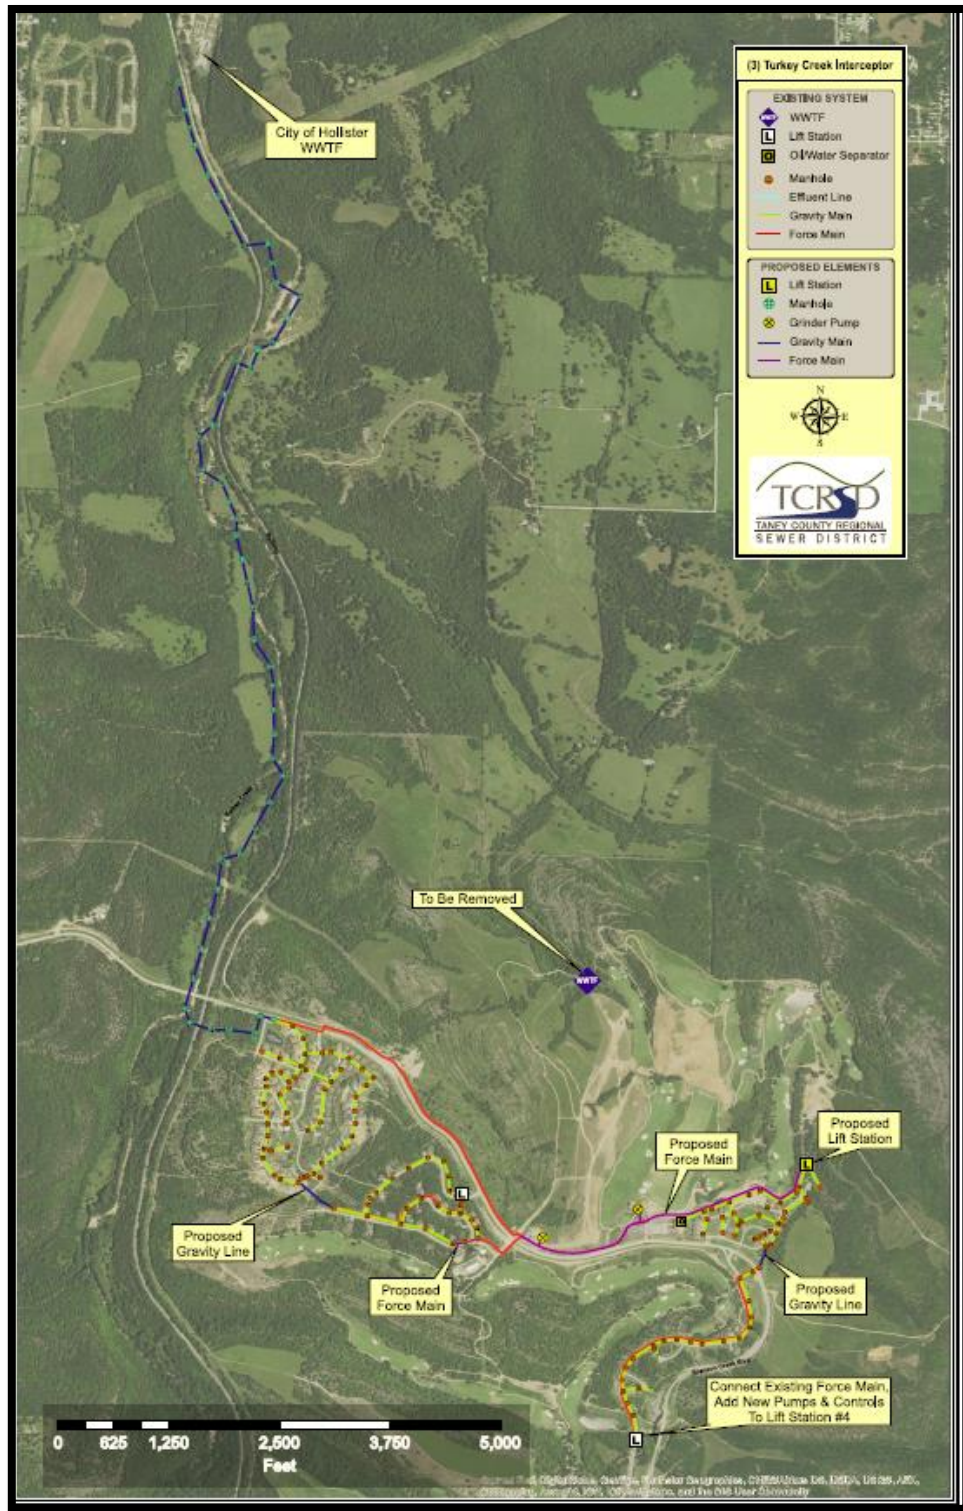 City of Hollister
WWTF
(3) Turkey Creek Interceptor
EXISTING SYSTEM
WWTF
L
Lift Station
Oil/Water Separator
Manhole
Effluent Line
Gravity Main
Force Main
PROPOSED ELEMENTS
L
Lift Station
Manhole
Grinder Pump
Gravity Main
Force Main
N
W
E
S
TCRSD
TANEY COUNTY REGIONAL
SEWER DISTRICT
To Be Removed
WWTF
Proposed
Lift Station
Proposed
Force Main
L
L
Proposed
Gravity Line
Proposed
Force Main
Proposed
Gravity Line
Connect Existing Force Main,
Add New Pumps & Controls
To Lift Station #4
L
0 625 1,250 2,500 3,750 5,000
Feet